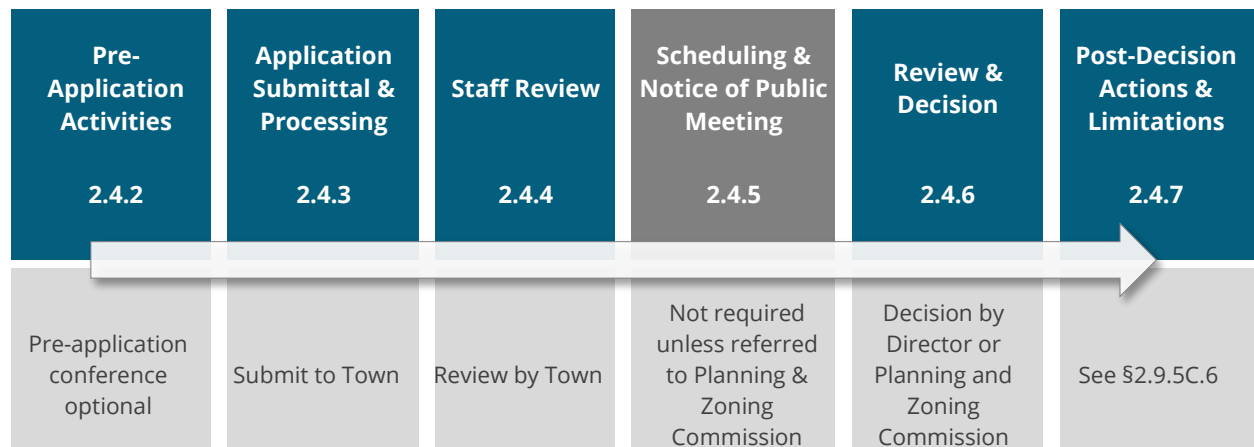 Pre-
Application
Activities
2.4.2
Application
Submittal &
Processing
2.4.3
Staff Review
2.4.4
Scheduling &
Notice of Public
Meeting
2.4.5
Review &
Decision
2.4.6
Post-Decision
Actions &
Limitations
2.4.7
Pre-application
conference
optional
Submit to Town
Review by Town
Not required
unless referred
to Planning &
Zoning
Commission
Decision by
Director or
Planning and
Zoning
Commission
See §2.9.5C.6